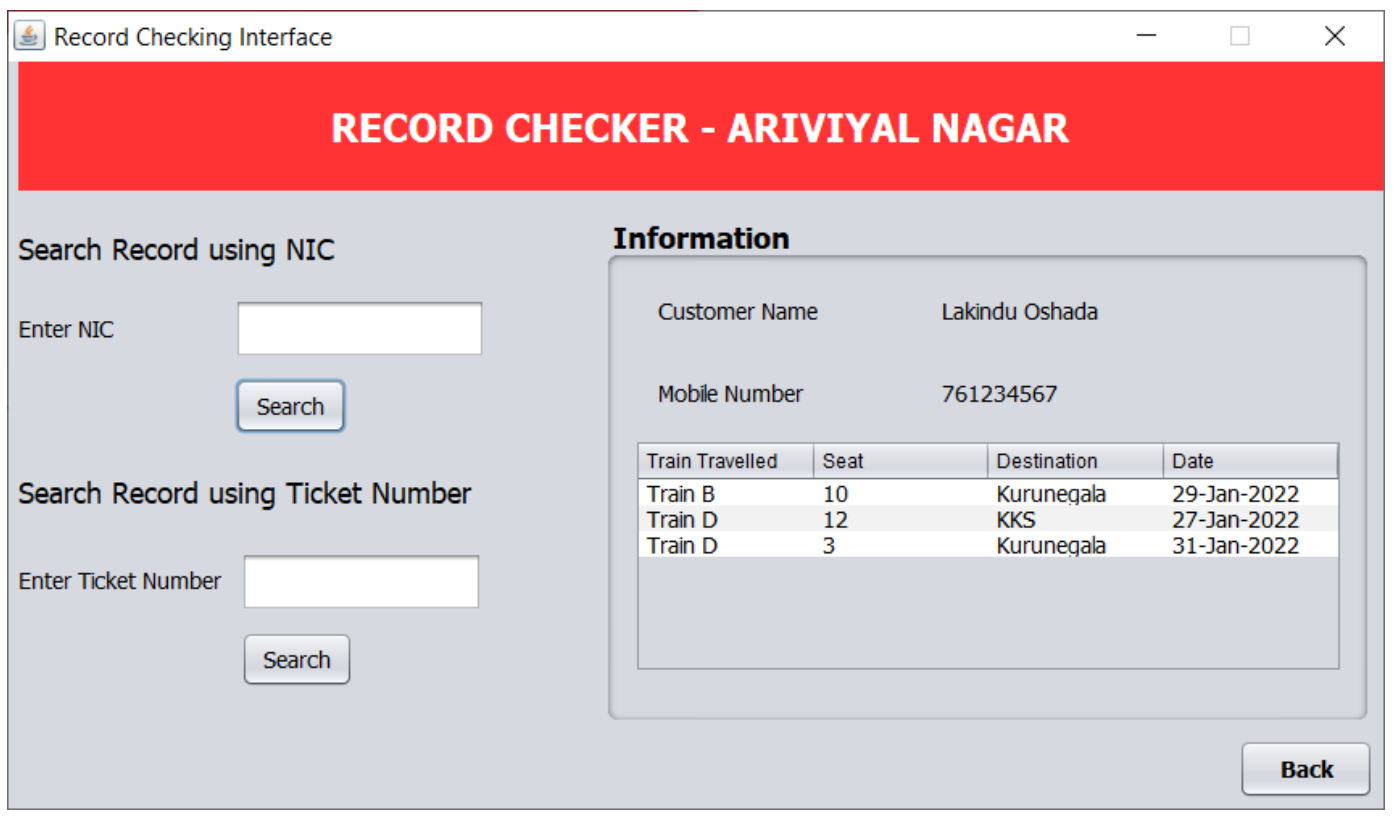 Record Checking Interface
RECORD CHECKER - ARIVIYAL NAGAR
Search Record using NIC
Enter NIC
Search
Search Record using Ticket Number
Enter Ticket Number
Search
Information
Customer Name Lakindu Oshada
Mobile Number 761234567
Train Travelled Seat Destination Date
Train B 10 Kurunegala 29-Jan-2022
Train D 12 KKS 27-Jan-2022
Train D 3 Kurunegala 31-Jan-2022
Back